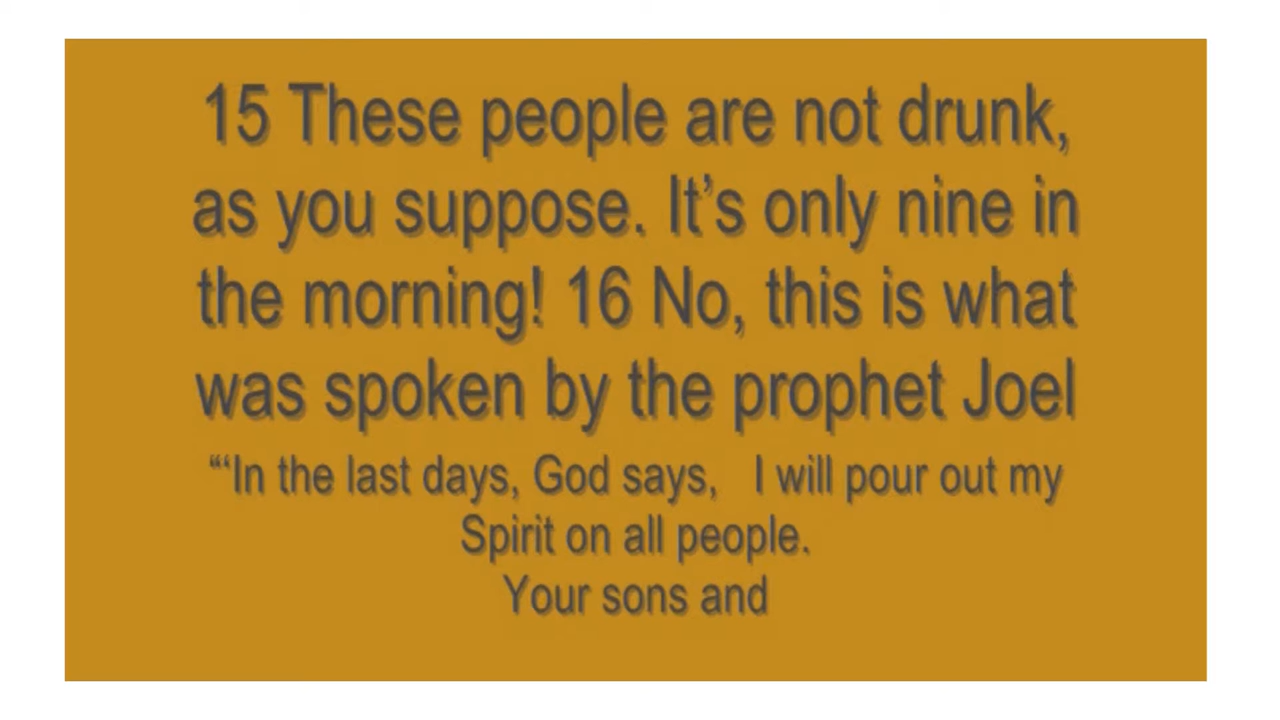 15 These people are not drunk,
as you suppose. It’s only nine in
the morning! 16 No, this is what
was spoken by the prophet Joel
“‘In the last days, God says,   I will pour out my
Spirit on all people.
Your sons and